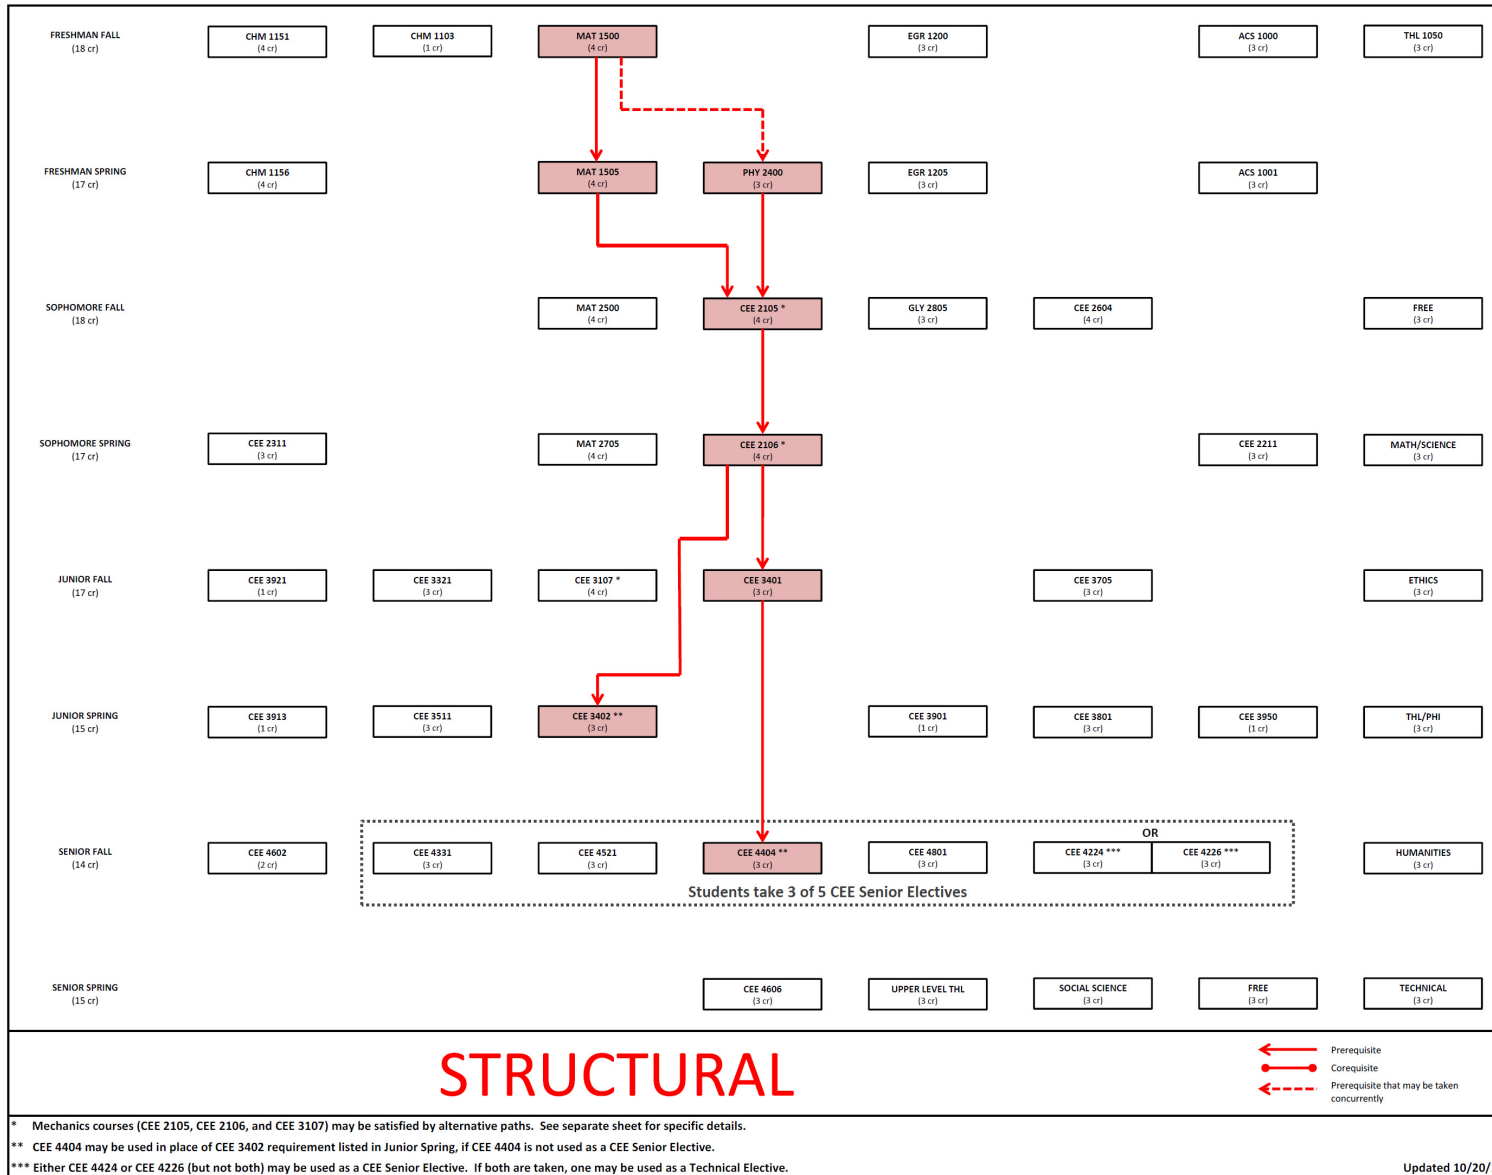 FRESHMAN FALL
(18 cr)
CHM 1151
(4 cr)
CHM 1103
(1 cr)
MAT 1500
(4 cr)
EGR 1200
(3 cr)
ACS 1000
(3 cr)
THL 1050
(3 cr)
FRESHMAN SPRING
(17 cr)
CHM 1156
(4 cr)
MAT 1505
(4 cr)
PHY 2400
(3 cr)
EGR 1205
(3 cr)
ACS 1001
(3 cr)
SOPHOMORE FALL
(18 cr)
MAT 2500
(4 cr)
CEE 2105 *
(4 cr)
GLY 2805
(3 cr)
CEE 2604
(4 cr)
FREE
(3 cr)
SOPHOMORE SPRING
(17 cr)
CEE 2311
(3 cr)
MAT 2705
(4 cr)
CEE 2106 *
(4 cr)
CEE 2211
(3 cr)
MATH/SCIENCE
(3 cr)
JUNIOR FALL
(17 cr)
CEE 3921
(1 cr)
CEE 3321
(3 cr)
CEE 3107 *
(4 cr)
CEE 3401
(3 cr)
CEE 3705
(3 cr)
ETHICS
(3 cr)
JUNIOR SPRING
(15 cr)
CEE 3913
(1 cr)
CEE 3511
(3 cr)
CEE 3402 **
(3 cr)
CEE 3901
(1 cr)
CEE 3801
(3 cr)
CEE 3950
(1 cr)
THL/PHI
(3 cr)
SENIOR FALL
(14 cr)
CEE 4602
(2 cr)
CEE 4331
(3 cr)
CEE 4521
(3 cr)
CEE 4404 **
(3 cr)
CEE 4801
(3 cr)
OR
CEE 4224 ***
(3 cr)
CEE 4226 ***
(3 cr)
HUMANITIES
(3 cr)
Students take 3 of 5 CEE Senior Electives
SENIOR SPRING
(15 cr)
CEE 4606
(3 cr)
UPPER LEVEL THL
(3 cr)
SOCIAL SCIENCE
(3 cr)
FREE
(3 cr)
TECHNICAL
(3 cr)
STRUCTURAL
Prerequisite
Corequisite
Prerequisite that may be taken
concurrently
* Mechanics courses (CEE 2105, CEE 2106, and CEE 3107) may be satisfied by alternative paths. See separate sheet for specific details.
** CEE 4404 may be used in place of CEE 3402 requirement listed in Junior Spring, if CEE 4404 is not used as a CEE Senior Elective.
*** Either CEE 4424 or CEE 4226 (but not both) may be used as a CEE Senior Elective. If both are taken, one may be used as a Technical Elective.
Updated 10/20/